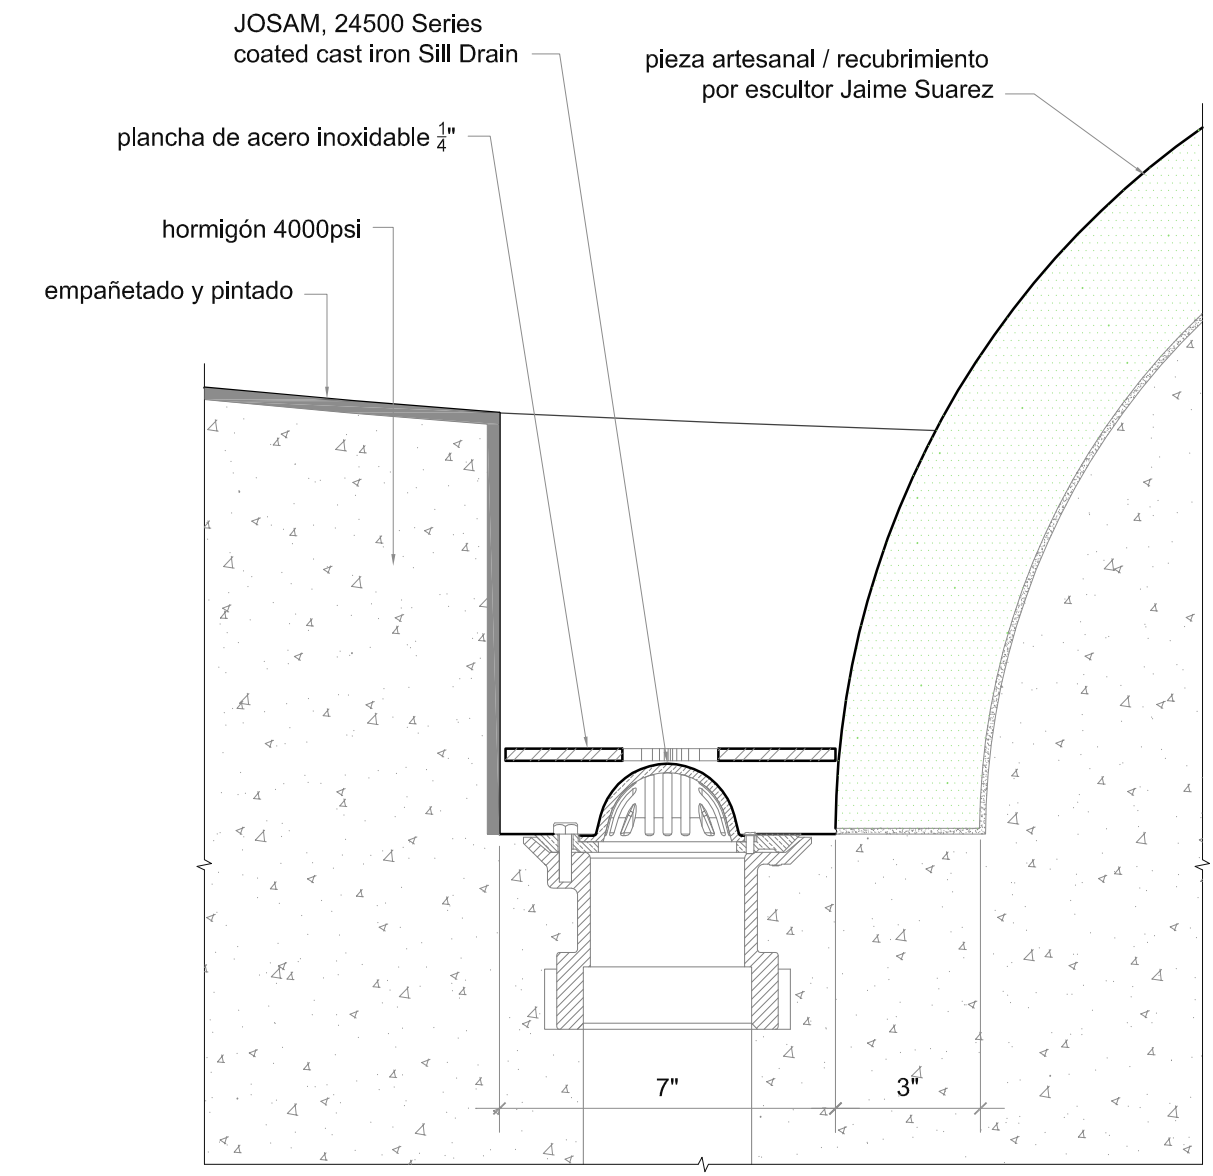 JOSAM, 24500 Series
coated cast iron Sill Drain
pieza artesanal / recubrimiento
por escultor Jaime Suarez
plancha de acero inoxidable 1/4"
hormigón 4000psi
empañetado y pintado
7"
3"